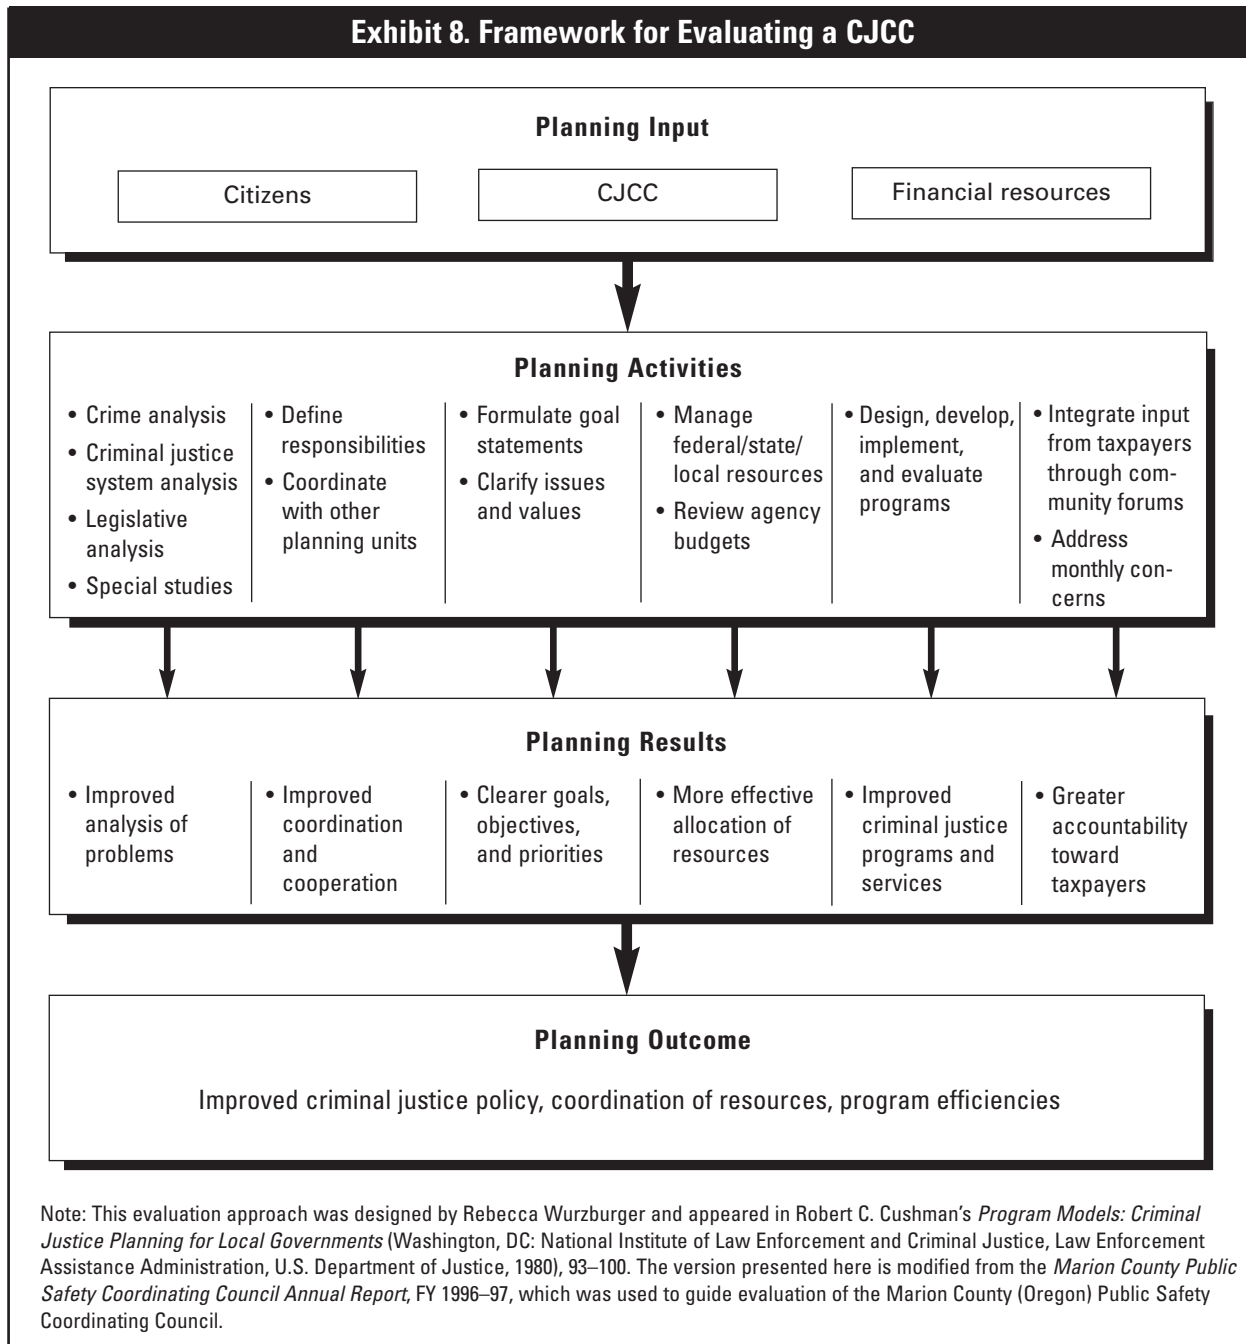 Exhibit 8. Framework for Evaluating a CJCC
Planning Input
Citizens
CJCC
Financial resources
Planning Activities
• Crime analysis
• Criminal justice
system analysis
• Legislative
analysis
• Special studies
• Define
responsibilities
• Coordinate
with other
planning units
• Formulate goal
statements
• Clarify issues
and values
• Manage
federal/state/
local resources
• Review agency
budgets
• Design, develop,
implement,
and evaluate
programs
• Integrate input
from taxpayers
through com-
munity forums
• Address
monthly con-
cerns
Planning Results
• Improved
analysis of
problems
• Improved
coordination
and
cooperation
• Clearer goals,
objectives,
and priorities
• More effective
allocation of
resources
• Improved
criminal justice
programs and
services
• Greater
accountability
toward
taxpayers
Planning Outcome
Improved criminal justice policy, coordination of resources, program efficiencies
Note: This evaluation approach was designed by Rebecca Wurzburger and appeared in Robert C. Cushman's Program Models: Criminal
Justice Planning for Local Governments (Washington, DC: National Institute of Law Enforcement and Criminal Justice, Law Enforcement
Assistance Administration, U.S. Department of Justice, 1980), 93–100. The version presented here is modified from the Marion County Public
Safety Coordinating Council Annual Report, FY 1996–97, which was used to guide evaluation of the Marion County (Oregon) Public Safety
Coordinating Council.